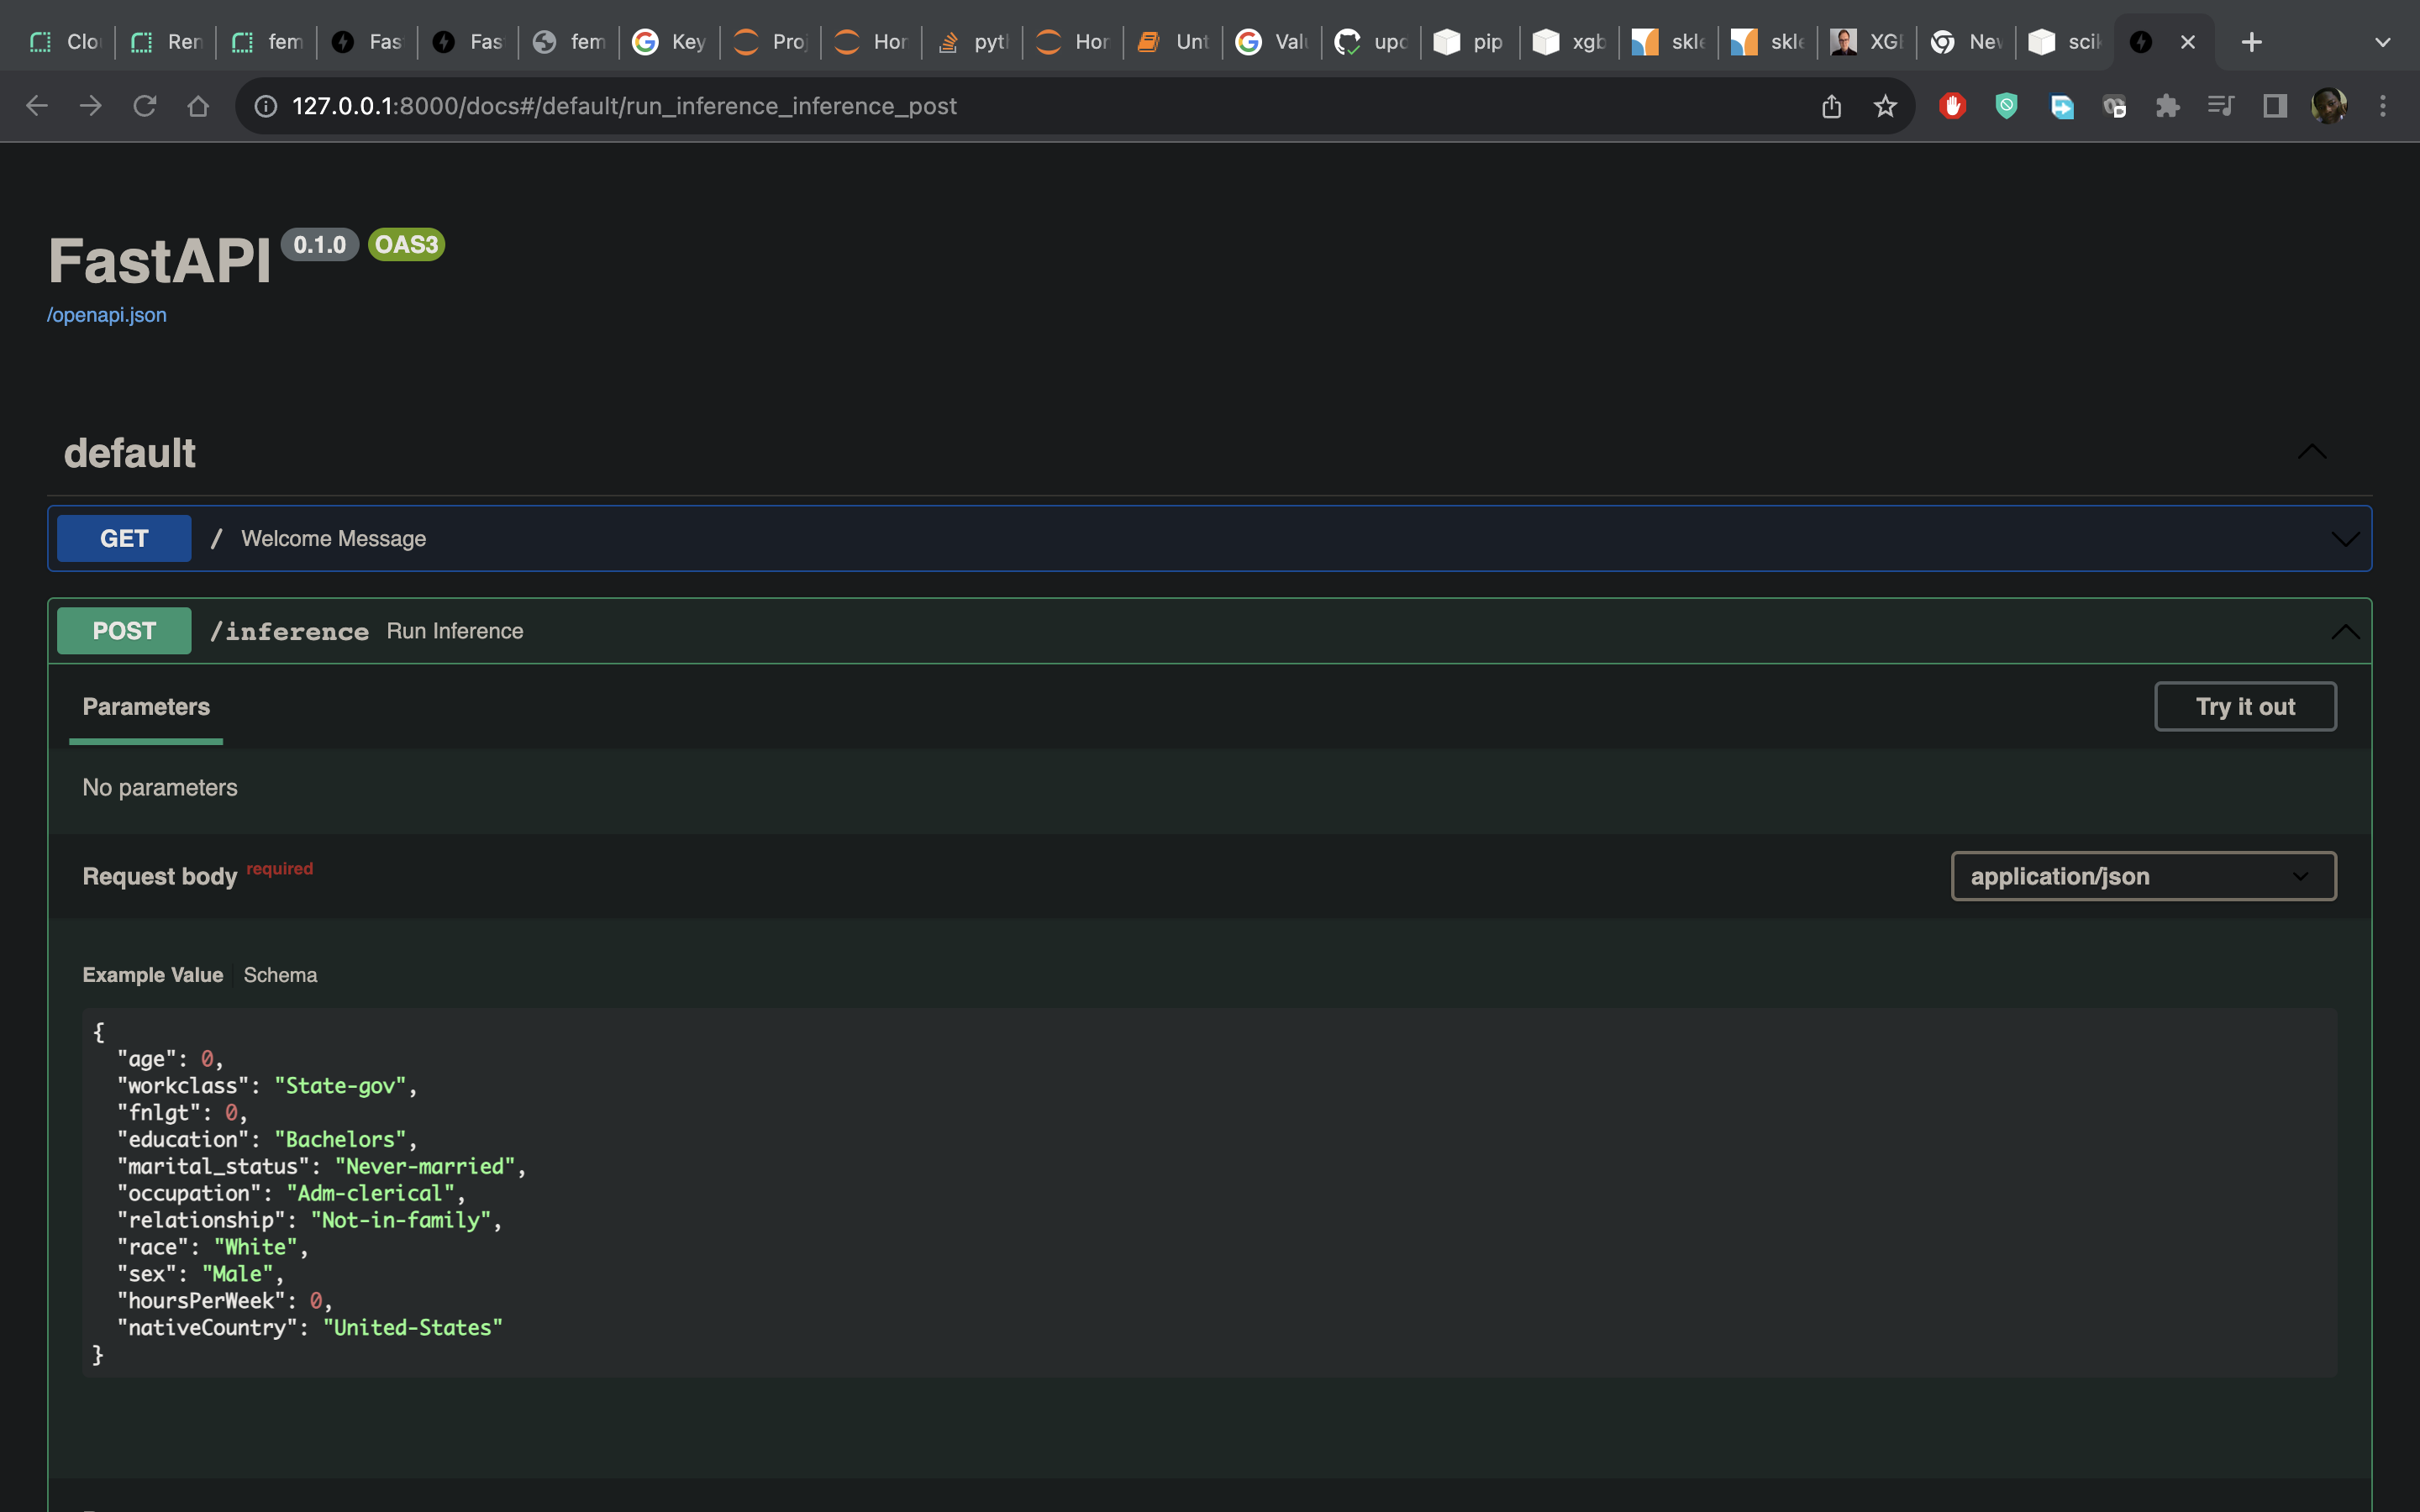 Clo
Ren
fem
Fas
Fas
fem
Key
Proj
Hor
pyt
Hor
Unt
Valu
upd
pip
xgb
skle
skle
XGI
New
scik
127.0.0.1:8000/docs#/default/run_inference_inference_post
FastAPI 0.1.0 OAS3
/openapi.json
default
GET / Welcome Message
POST /inference Run Inference
Parameters
Try it out
No parameters
Request body required
application/json
Example Value Schema
{
"age": 0,
"workclass": "State-gov",
"fnlgt": 0,
"education": "Bachelors",
"marital_status": "Never-married",
"occupation": "Adm-clerical",
"relationship": "Not-in-family",
"race": "White",
"sex": "Male",
"hoursPerWeek": 0,
"nativeCountry": "United-States"
}